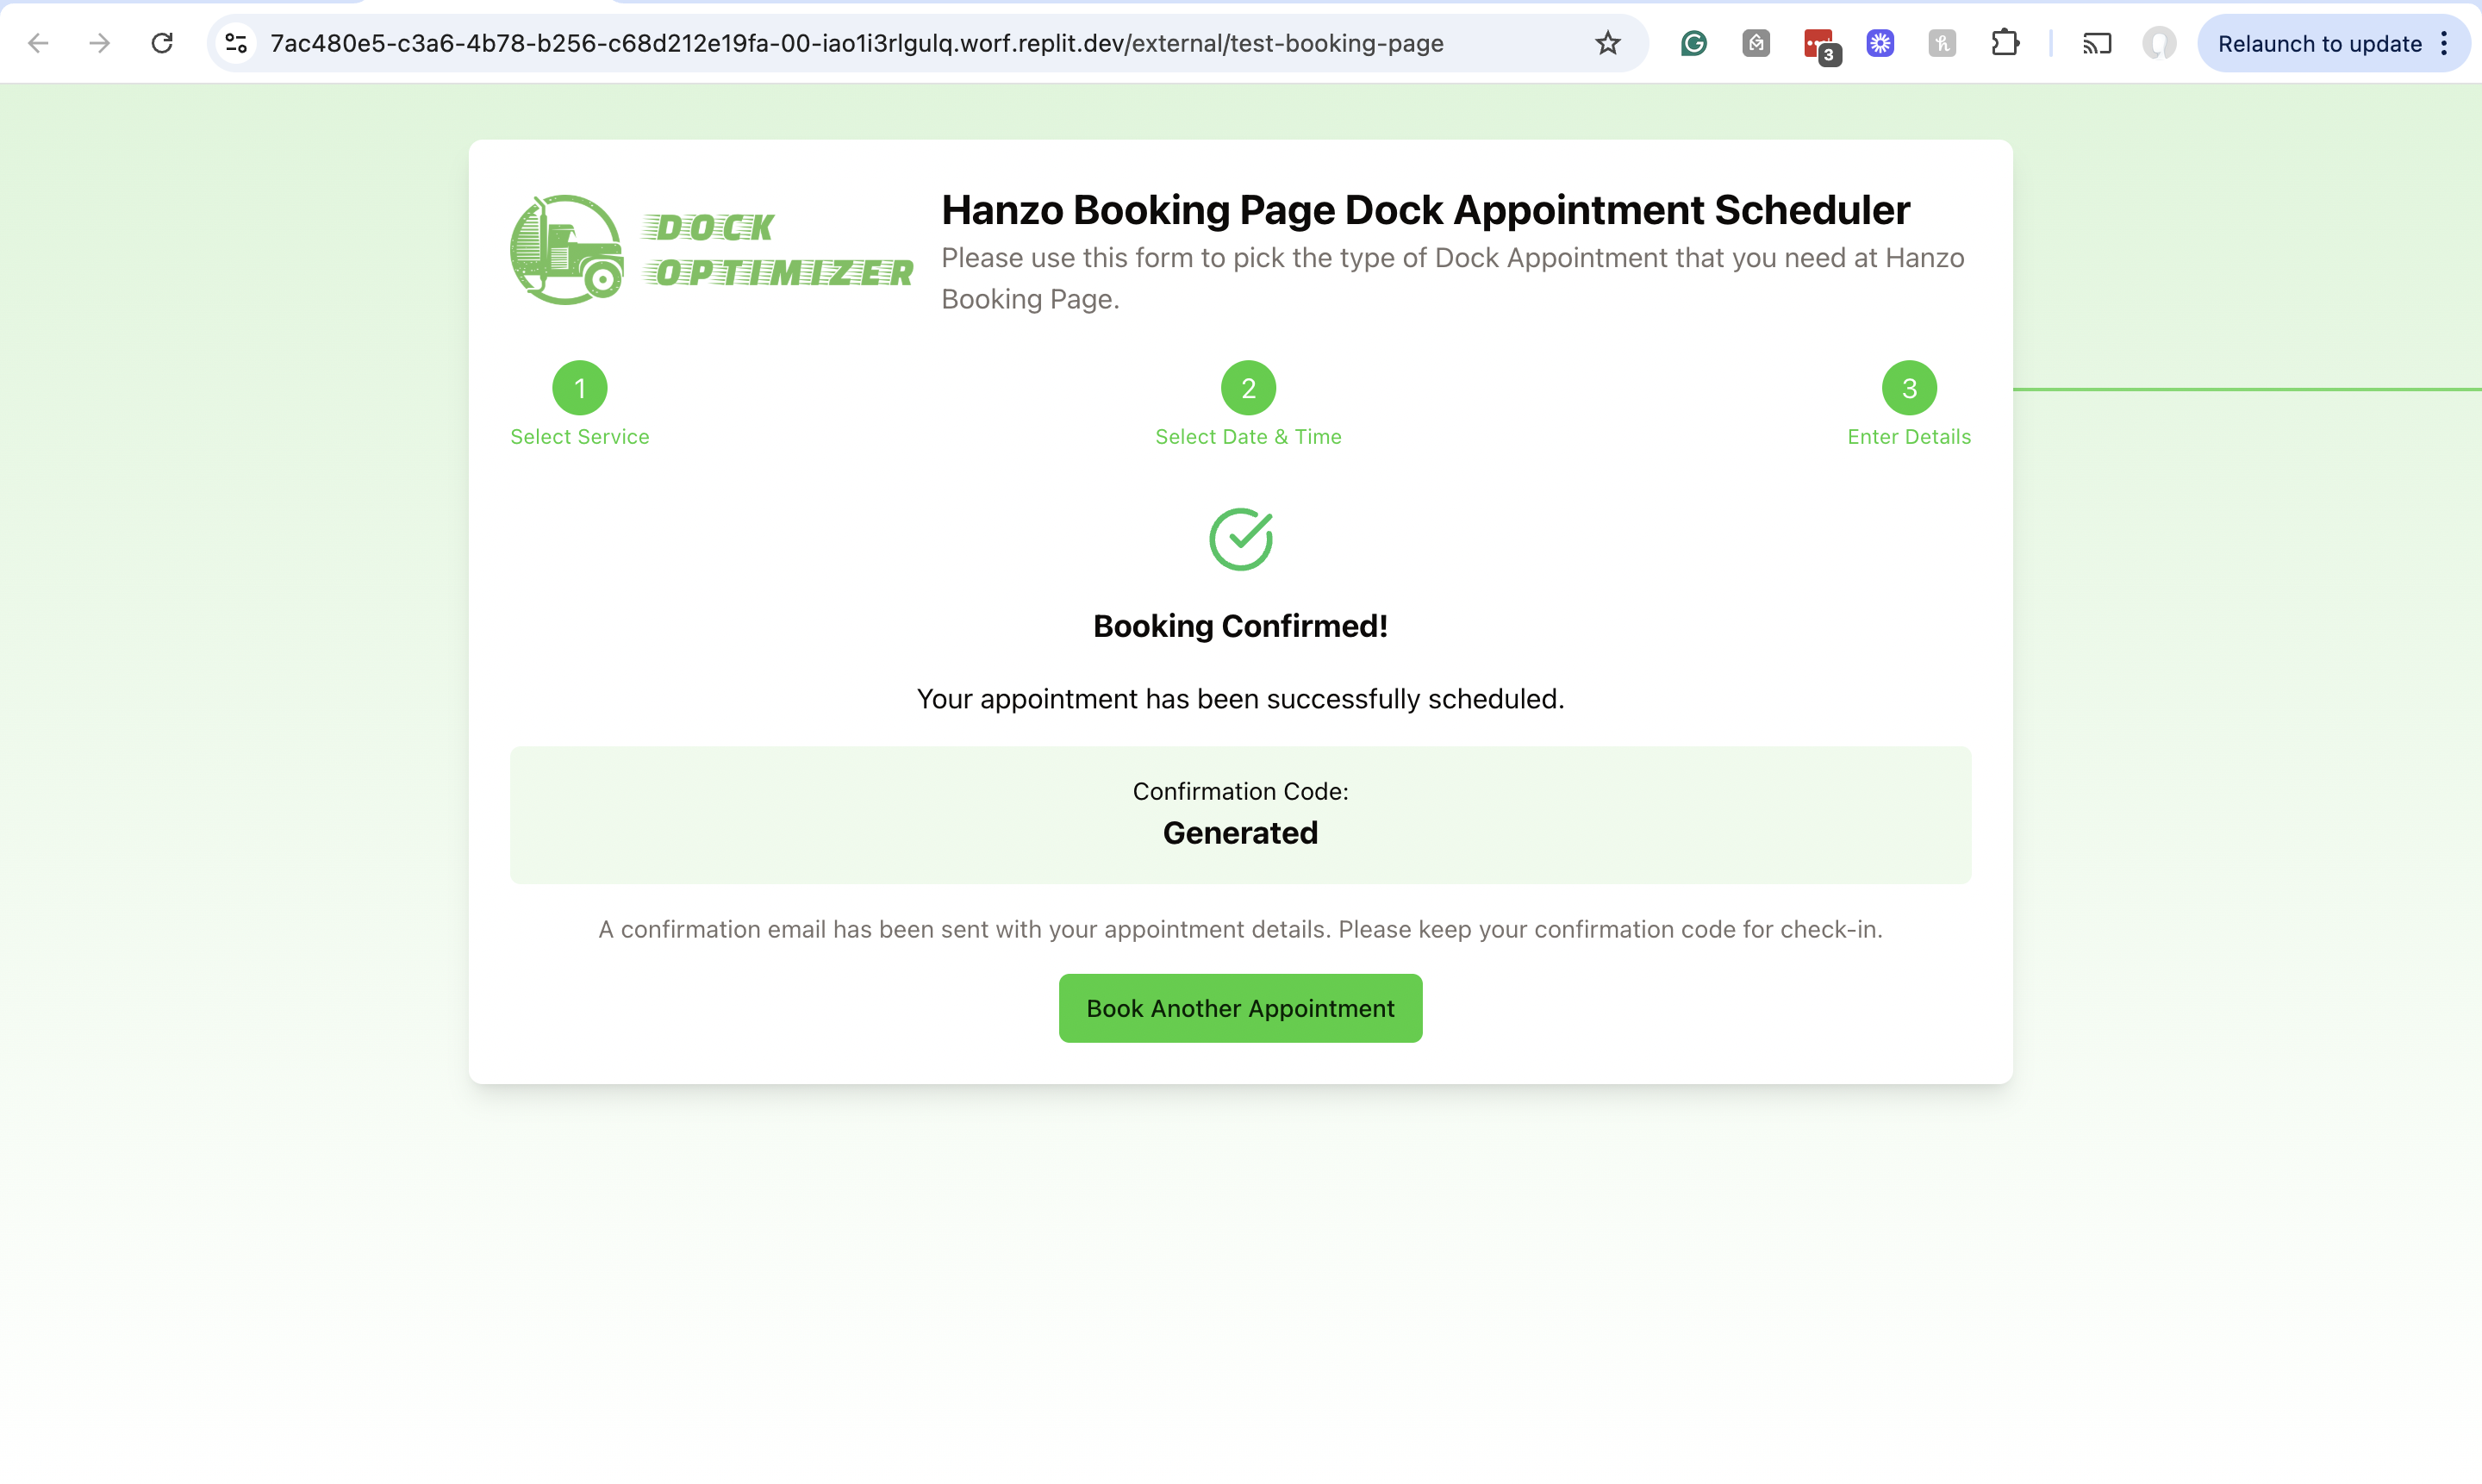 7ac480e5-c3a6-4b78-b256-c68d212e19fa-00-iao1i3rlgulq.worf.replit.dev/external/test-booking-page
3
Relaunch to update
DOCK
OPTIMIZER
Hanzo Booking Page Dock Appointment Scheduler
Please use this form to pick the type of Dock Appointment that you need at Hanzo
Booking Page.
1
2
3
Select Service
Select Date & Time
Enter Details
Booking Confirmed!
Your appointment has been successfully scheduled.
Confirmation Code:
Generated
A confirmation email has been sent with your appointment details. Please keep your confirmation code for check-in.
Book Another Appointment